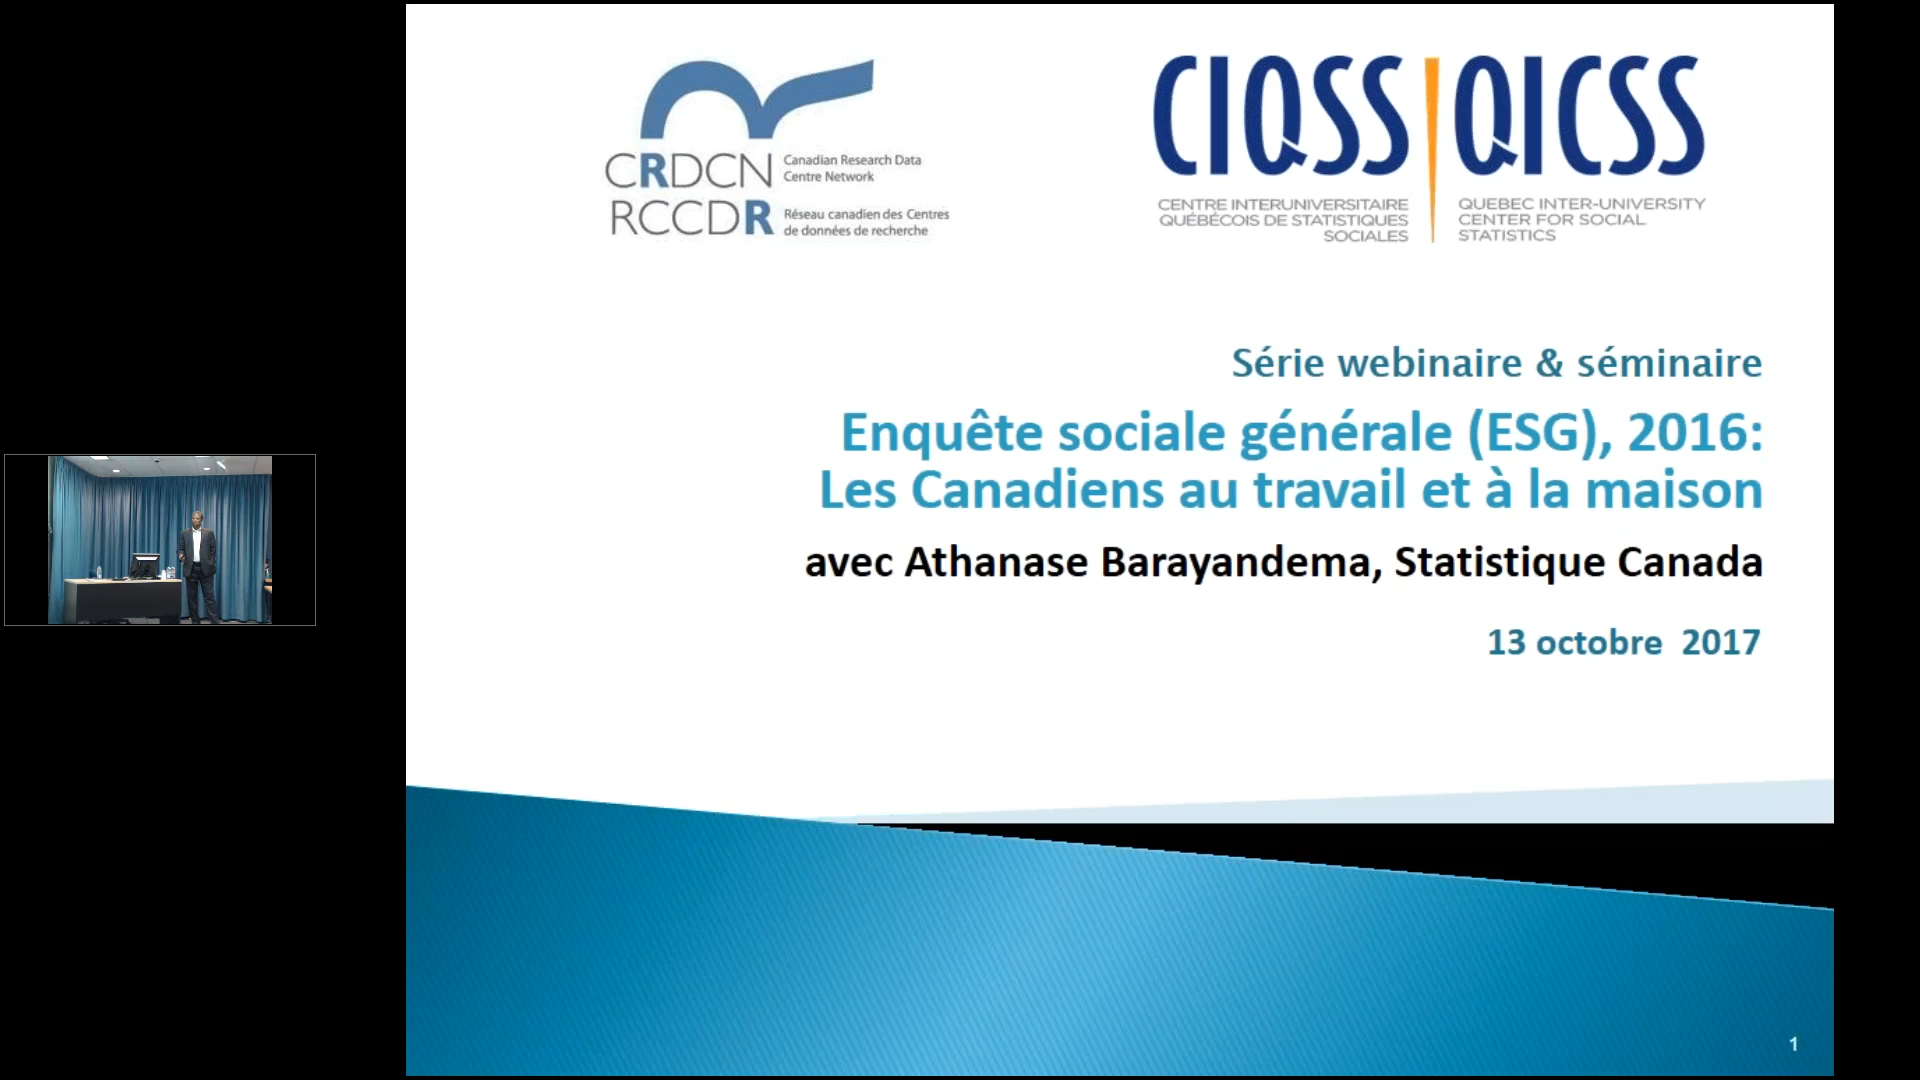 CRDCN
Canadian Research Data
Centre Network
RCCDR
Réseau canadien des Centres
de données de recherche
CIQSS QICSS
CENTRE INTERUNIVERSITAIRE
QUÉBÉCOIS DE STATISTIQUES
SOCIALES
QUEBEC INTER-UNIVERSITY
CENTER FOR SOCIAL
STATISTICS
Série webinaire & séminaire
Enquête sociale générale (ESG), 2016:
Les Canadiens au travail et à la maison
avec Athanase Barayandema, Statistique Canada
13 octobre 2017
1